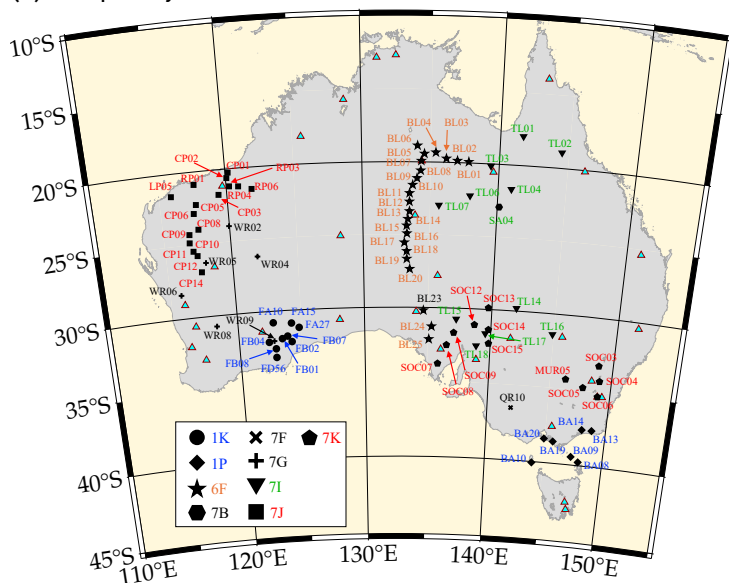 10°S
15°S
20°S
25°S
30°S
35°S
40°S
45°S
110°E
120°E
130°E
140°E
150°E
BL04
BL03
BL06
BL05
BL02
BL07
BL08
BL01
BL09
BL10
BL11
BL12
BL13
BL14
BL15
BL16
BL17
BL18
BL19
BL20
BL23
BL24
BL25
TL01
TL02
TL03
TL04
TL06
TL07
SA04
TL14
TL15
TL16
TL17
TL18
CP01
CP02
RP03
RP01
LP05
RP06
RP04
CP03
CP05
CP06
CP08
CP09
CP10
CP11
CP12
CP14
WR02
WR04
WR05
WR06
WR08
WR09
FA10
FA15
FA27
FB04
FB07
FB02
FB08
FB01
FD56
SOC12
SOC13
SOC14
SOC15
SOC07
SOC09
SOC08
SOC03
MUR05
SOC04
SOC05
SOC06
QR10
BA14
BA13
BA20
BA19
BA09
BA08
BA10
1K
7F
7K
1P
7G
6F
7I
7B
7J